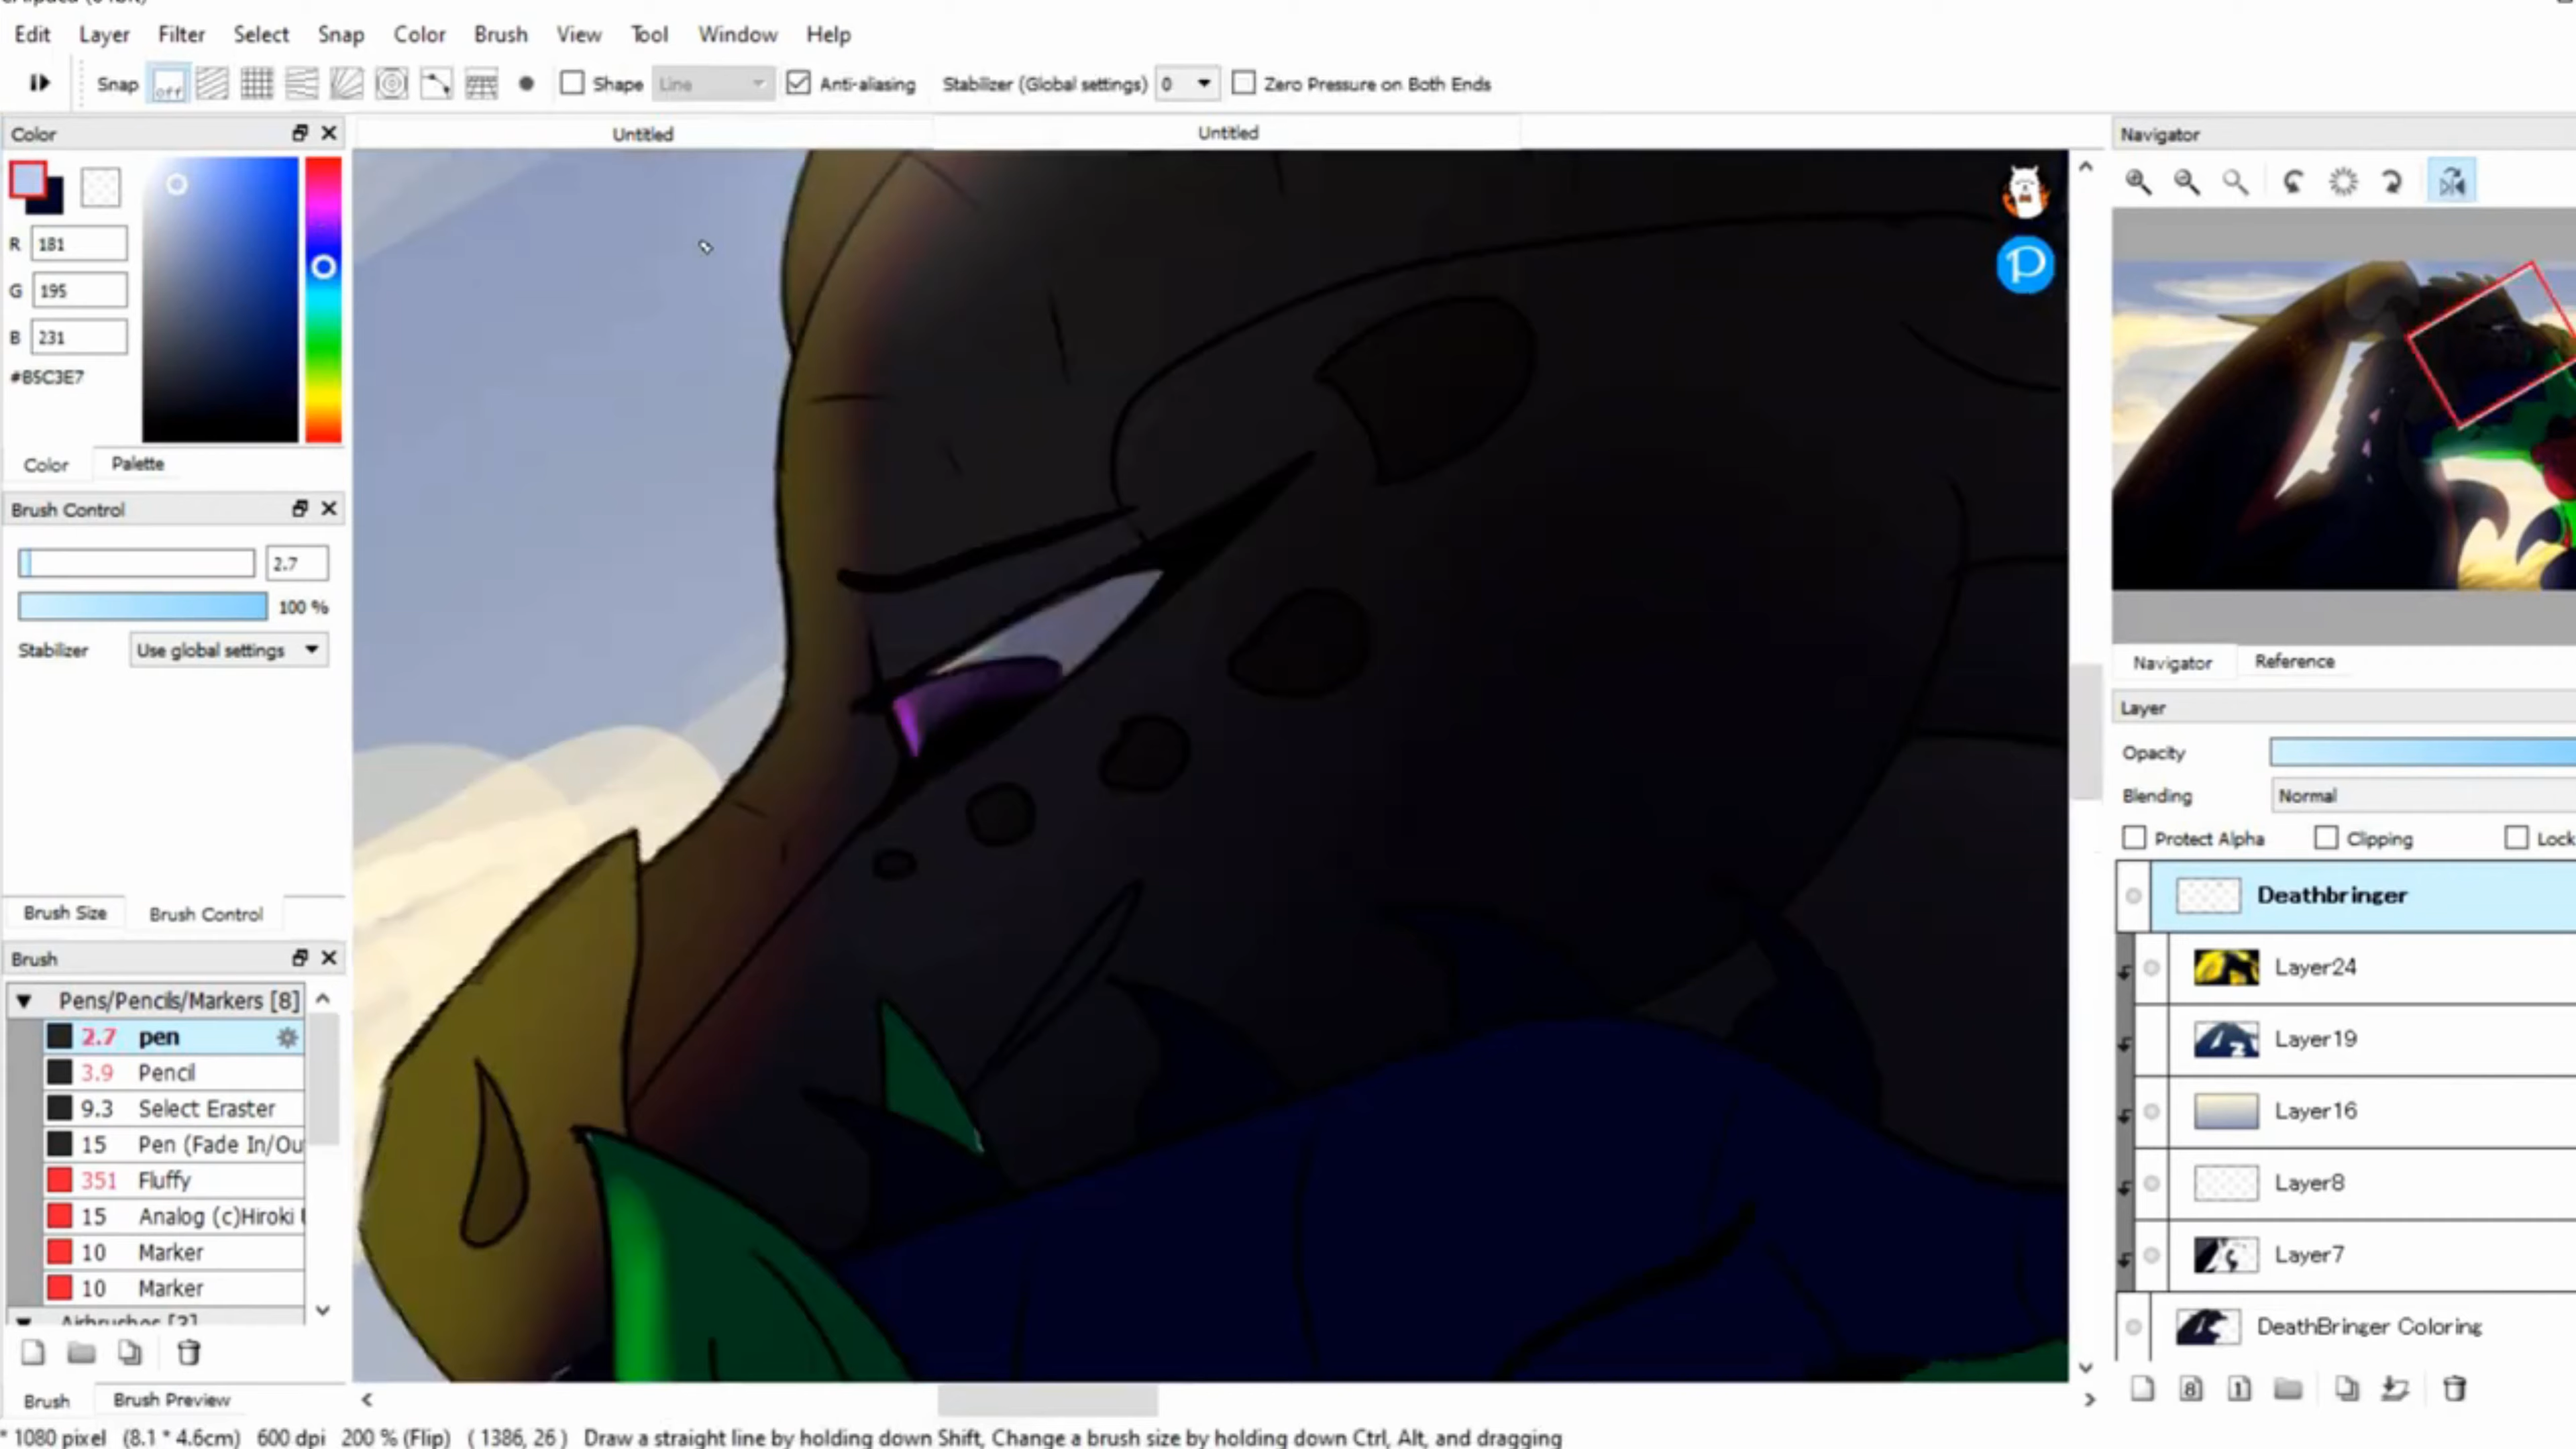 Edit Layer Filter Select Snap Color Brush View Tool Window Help
Snap off Shape Line Anti-aliasing Stabilizer (Global settings) 0 Zero Pressure on Both Ends
Color
Untitled Untitled
Navigator
R 181
G 195
B 231
#B5C3E7
Color Palette
Brush Control
2.7
100 %
Stabilizer Use global settings
Brush Size Brush Control
Brush
Pens/Pencils/Markers [8]
2.7 pen
3.9 Pencil
9.3 Select Eraster
15 Pen (Fade In/Ou
351 Fluffy
15 Analog (c)Hiroki
10 Marker
10 Marker
Airbrushes [3]
Brush Brush Preview
P
Navigator Reference
Layer
Opacity
Blending Normal
Protect Alpha Clipping Lock
Deathbringer
Layer24
Layer19
Layer16
Layer8
Layer7
DeathBringer Coloring
8 1
* 1080 pixel (8.1 * 4.6cm) 600 dpi 200 % (Flip) ( 1386, 26 ) Draw a straight line by holding down Shift, Change a brush size by holding down Ctrl, Alt, and dragging